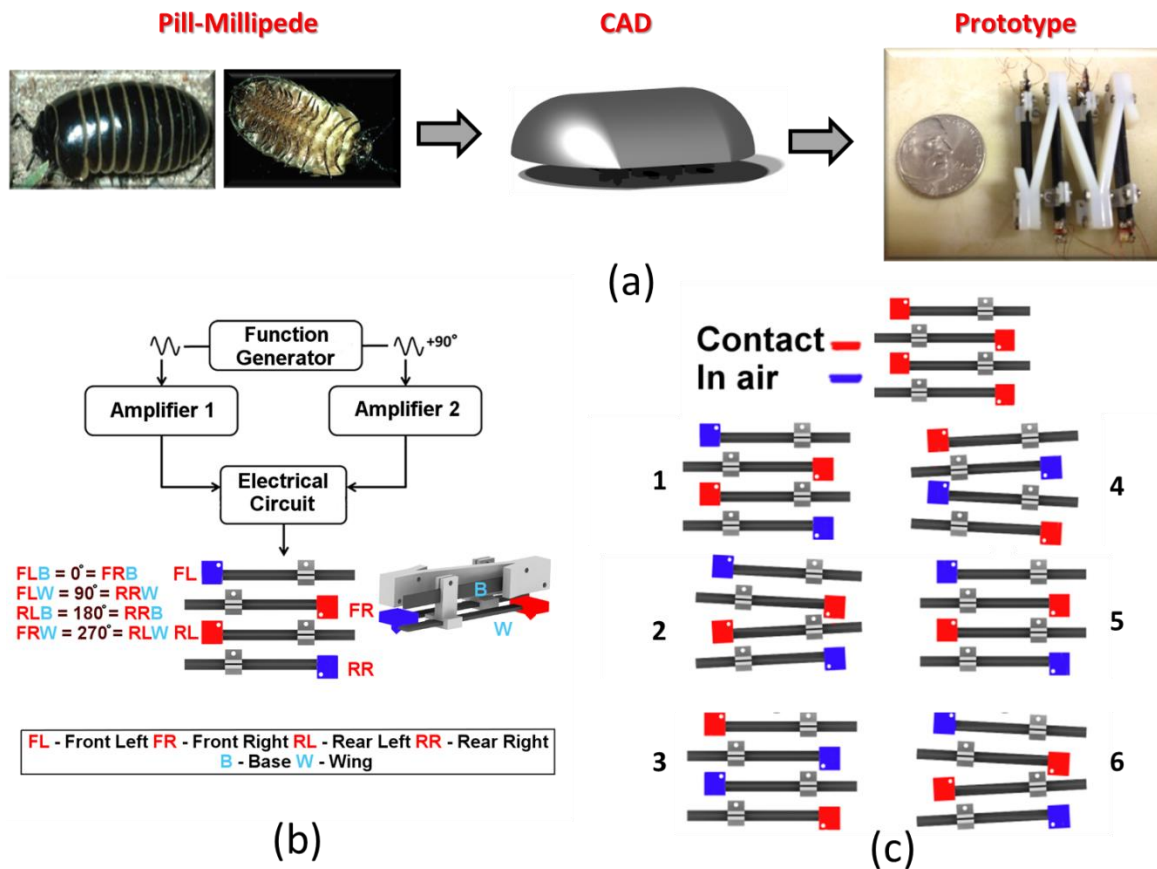 Pill-Millipede
CAD
Prototype
(a)
Function
Generator
+90°
Amplifier 1
Amplifier 2
Electrical
Circuit
FLB = 0° = FRB
FLW = 90° = RRW
RLB = 180° = RRB
FRW = 270° = RLW
FL
FR
RL
RR
B
W
FL - Front Left FR - Front Right RL - Rear Left RR - Rear Right
B - Base W - Wing
(b)
Contact
In air
1
4
2
5
3
6
(c)